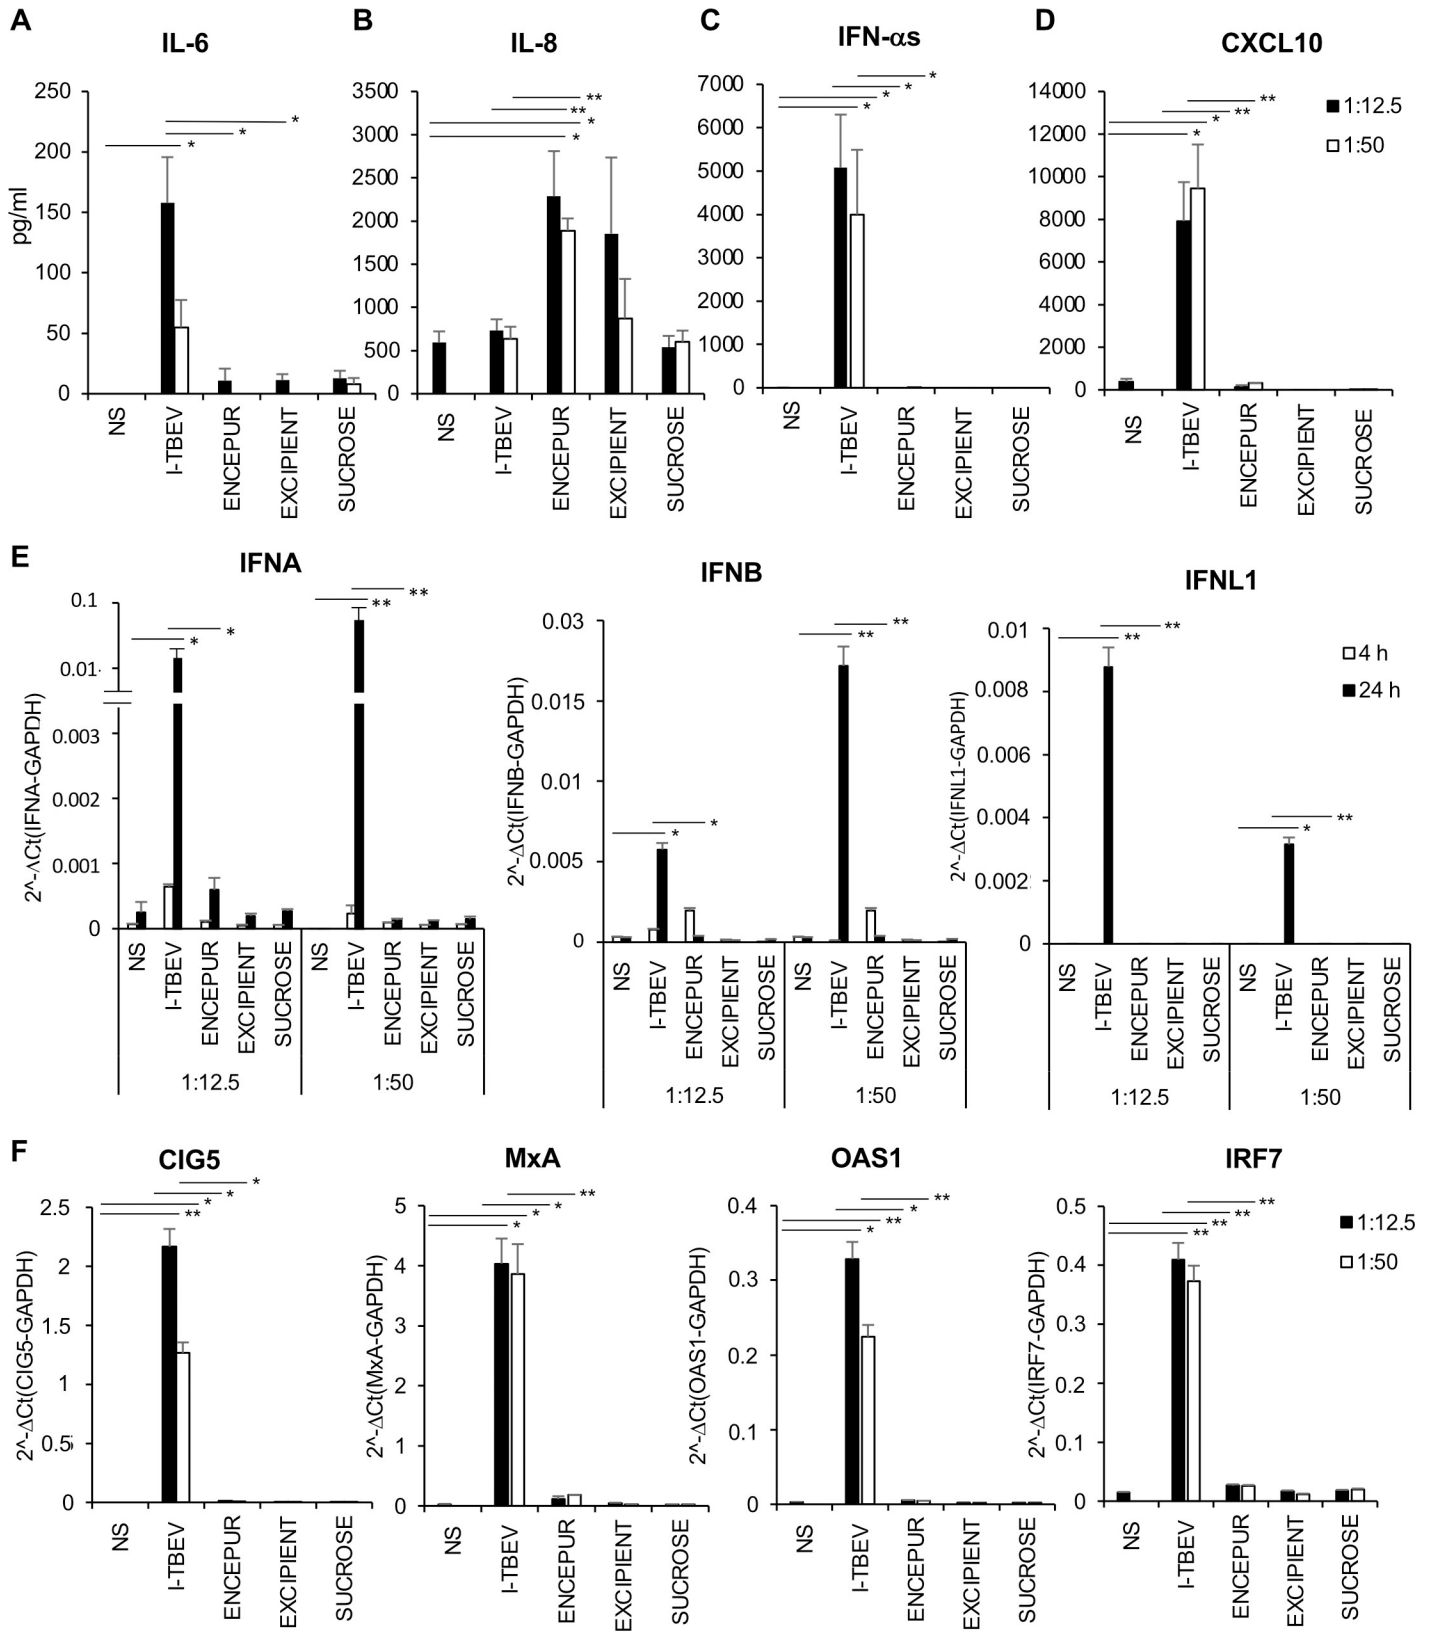 A
IL-6
pg/ml
250
200
150
100
50
0
*
*
*
NS
I-TBEV
ENCEPUR
EXCIPIENT
SUCROSE
B
IL-8
3500
3000
2500
2000
1500
1000
500
0
**
**
*
*
NS
I-TBEV
ENCEPUR
EXCIPIENT
SUCROSE
C
IFN-αs
7000
6000
5000
4000
3000
2000
1000
0
*
*
*
*
NS
I-TBEV
ENCEPUR
EXCIPIENT
SUCROSE
D
CXCL10
14000
12000
10000
8000
6000
4000
2000
0
**
**
*
*
NS
I-TBEV
ENCEPUR
EXCIPIENT
SUCROSE
1:12.5
1:50
E
IFNA
2^-ΔCt(IFNA-GAPDH)
0.1
0.01
0.003
0.002
0.001
0
*
*
**
**
NS
I-TBEV
ENCEPUR
EXCIPIENT
SUCROSE
NS
I-TBEV
ENCEPUR
EXCIPIENT
SUCROSE
1:12.5
1:50
IFNB
2^-ΔCt(IFNB-GAPDH)
0.03
0.015
0.01
0.005
0
*
*
**
**
NS
I-TBEV
ENCEPUR
EXCIPIENT
SUCROSE
NS
I-TBEV
ENCEPUR
EXCIPIENT
SUCROSE
1:12.5
1:50
IFNL1
2^-ΔCt(IFNL1-GAPDH)
0.01
0.008
0.006
0.004
0.002
0
**
**
**
*
NS
I-TBEV
ENCEPUR
EXCIPIENT
SUCROSE
NS
I-TBEV
ENCEPUR
EXCIPIENT
SUCROSE
1:12.5
1:50
4 h
24 h
F
CIG5
2^-ΔCt(CIG5-GAPDH)
2.5
2
1.5
1
0.5
0
*
*
*
**
NS
I-TBEV
ENCEPUR
EXCIPIENT
SUCROSE
MxA
2^-ΔCt(MxA-GAPDH)
5
4
3
2
1
0
**
*
*
*
NS
I-TBEV
ENCEPUR
EXCIPIENT
SUCROSE
OAS1
2^-ΔCt(OAS1-GAPDH)
0.4
0.3
0.2
0.1
0
**
*
**
*
NS
I-TBEV
ENCEPUR
EXCIPIENT
SUCROSE
IRF7
2^-ΔCt(IRF7-GAPDH)
0.5
0.4
0.3
0.2
0.1
0
**
**
**
**
NS
I-TBEV
ENCEPUR
EXCIPIENT
SUCROSE
1:12.5
1:50